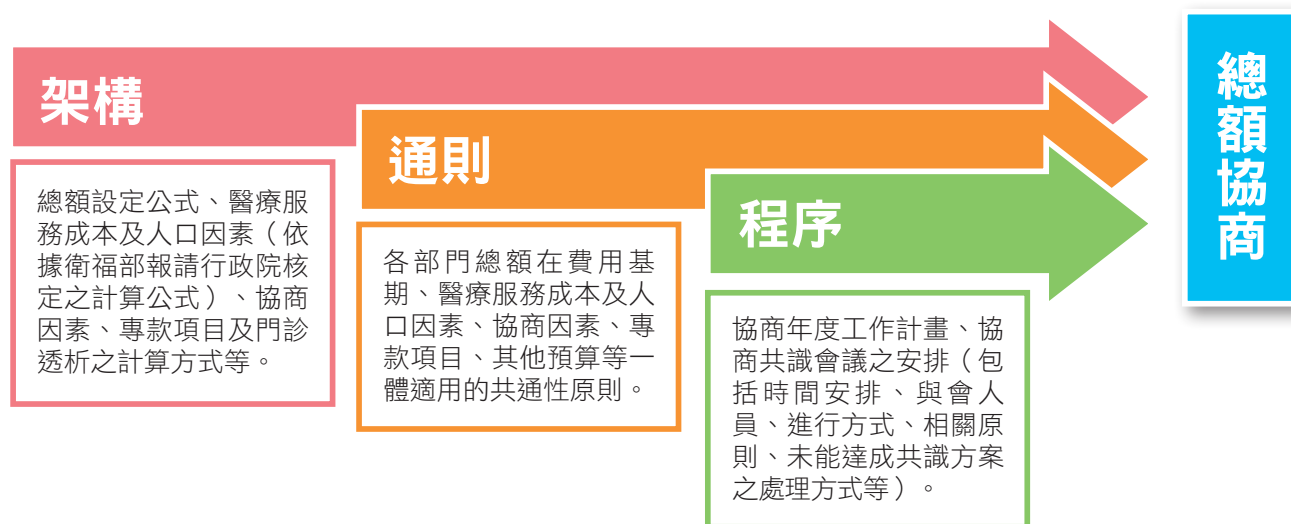 架構
總額設定公式、醫療服
務成本及人口因素（依
據衛福部報請行政院核
定之計算公式）、協商
因素、專款項目及門診
透析之計算方式等。
通則
各部門總額在費用基
期、醫療服務成本及人
口因素、協商因素、專
款項目、其他預算等一
體適用的共通性原則。
程序
協商年度工作計畫、協
商共識會議之安排（包
括時間安排、與會人
員、進行方式、相關原
則、未能達成共識方案
之處理方式等）。
總額協商